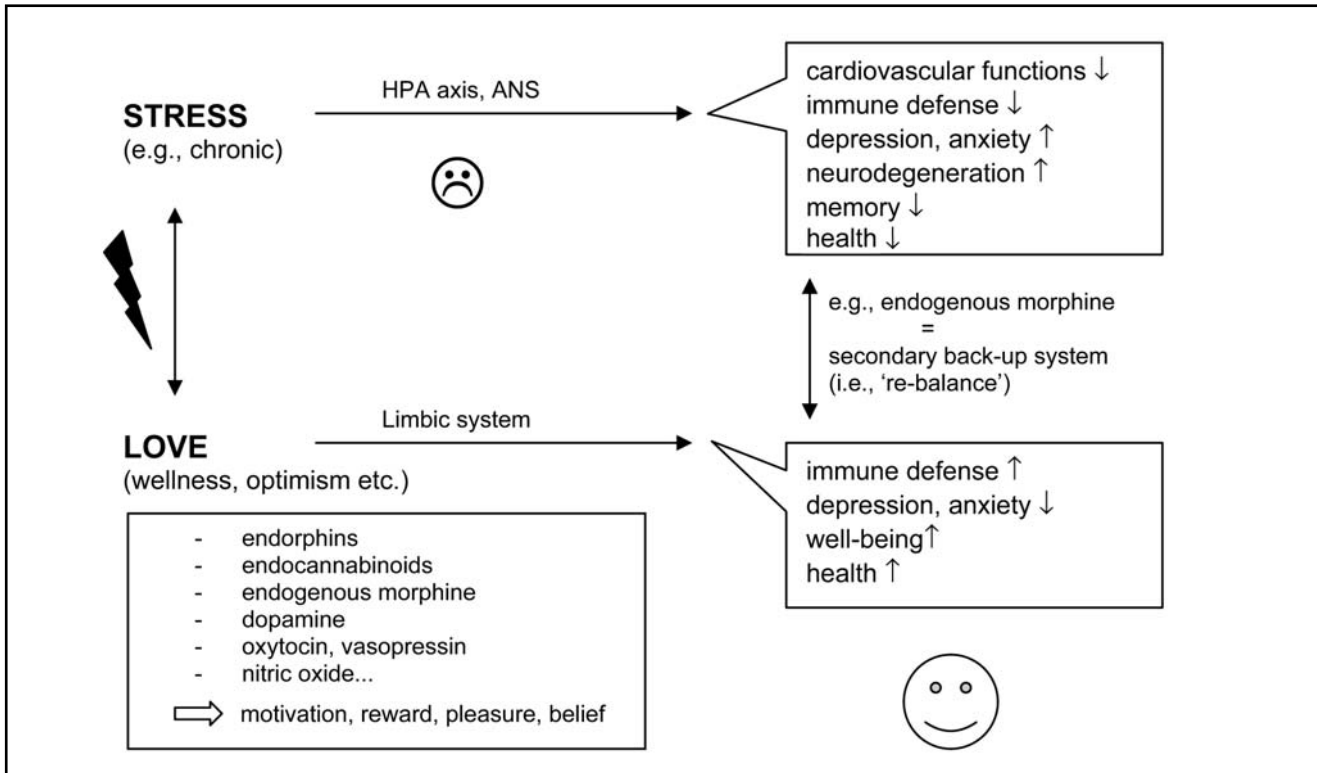 HPA axis, ANS
STRESS
(e.g., chronic)
cardiovascular functions ↓
immune defense ↓
depression, anxiety ↑
neurodegeneration ↑
memory ↓
health ↓
e.g., endogenous morphine
=
secondary back-up system
(i.e., ‘re-balance’)
Limbic system
LOVE
(wellness, optimism etc.)
immune defense ↑
depression, anxiety ↓
well-being↑
health ↑
- endorphins
- endocannabinoids
- endogenous morphine
- dopamine
- oxytocin, vasopressin
- nitric oxide...
⇨ motivation, reward, pleasure, belief